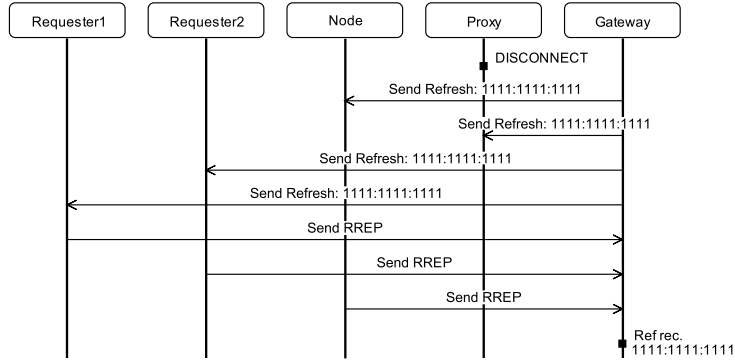 Requester1
Requester2
Node
Proxy
Gateway
DISCONNECT
Send Refresh: 1111:1111:1111
Send Refresh: 1111:1111:1111
Send Refresh: 1111:1111:1111
Send Refresh: 1111:1111:1111
Send RREP
Send RREP
Send RREP
Ref rec.
1111:1111:1111